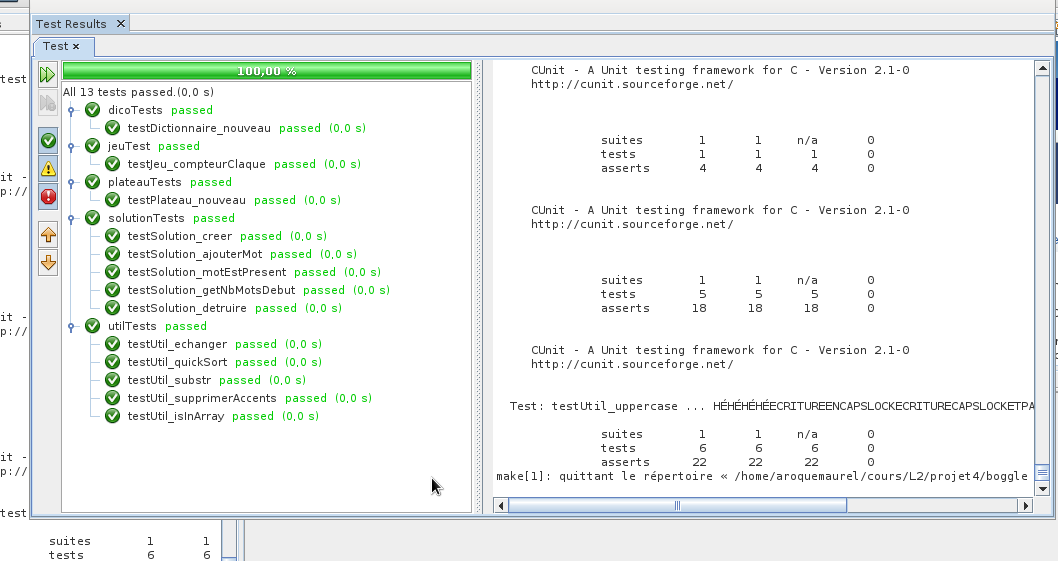 Test Results
Test
100,00 %
All 13 tests passed.(0,0 s)
dicoTests passed
testDictionnaire_nouveau passed (0,0 s)
jeuTest passed
testJeu_compteurClaque passed (0,0 s)
plateauTests passed
testPlateau_nouveau passed (0,0 s)
solutionTests passed
testSolution_creer passed (0,0 s)
testSolution_ajouterMot passed (0,0 s)
testSolution_motEstPresent passed (0,0 s)
testSolution_getNbMotsDebut passed (0,0 s)
testSolution_detruire passed (0,0 s)
utilTests passed
testUtil_echanger passed (0,0 s)
testUtil_quickSort passed (0,0 s)
testUtil_substr passed (0,0 s)
testUtil_supprimerAccents passed (0,0 s)
testUtil_isInArray passed (0,0 s)
CUnit - A Unit testing framework for C - Version 2.1-0
http://cunit.sourceforge.net/
suites 1 1 n/a 0
tests 1 1 1 0
asserts 4 4 4 0
CUnit - A Unit testing framework for C - Version 2.1-0
http://cunit.sourceforge.net/
suites 1 1 n/a 0
tests 5 5 5 0
asserts 18 18 18 0
CUnit - A Unit testing framework for C - Version 2.1-0
http://cunit.sourceforge.net/
Test: testUtil_uppercase ... HÉHÉHÉHÉECRITUREENCAPSLOCKECRITURECAPSLOCKETPA
suites 1 1 n/a 0
tests 6 6 6 0
asserts 22 22 22 0
make[1]: quittant le répertoire « /home/aroquemaurel/cours/L2/projet4/boggle
test
it -
p://
it -
p://
it -
p://
test
suites 1 1
tests 6 6